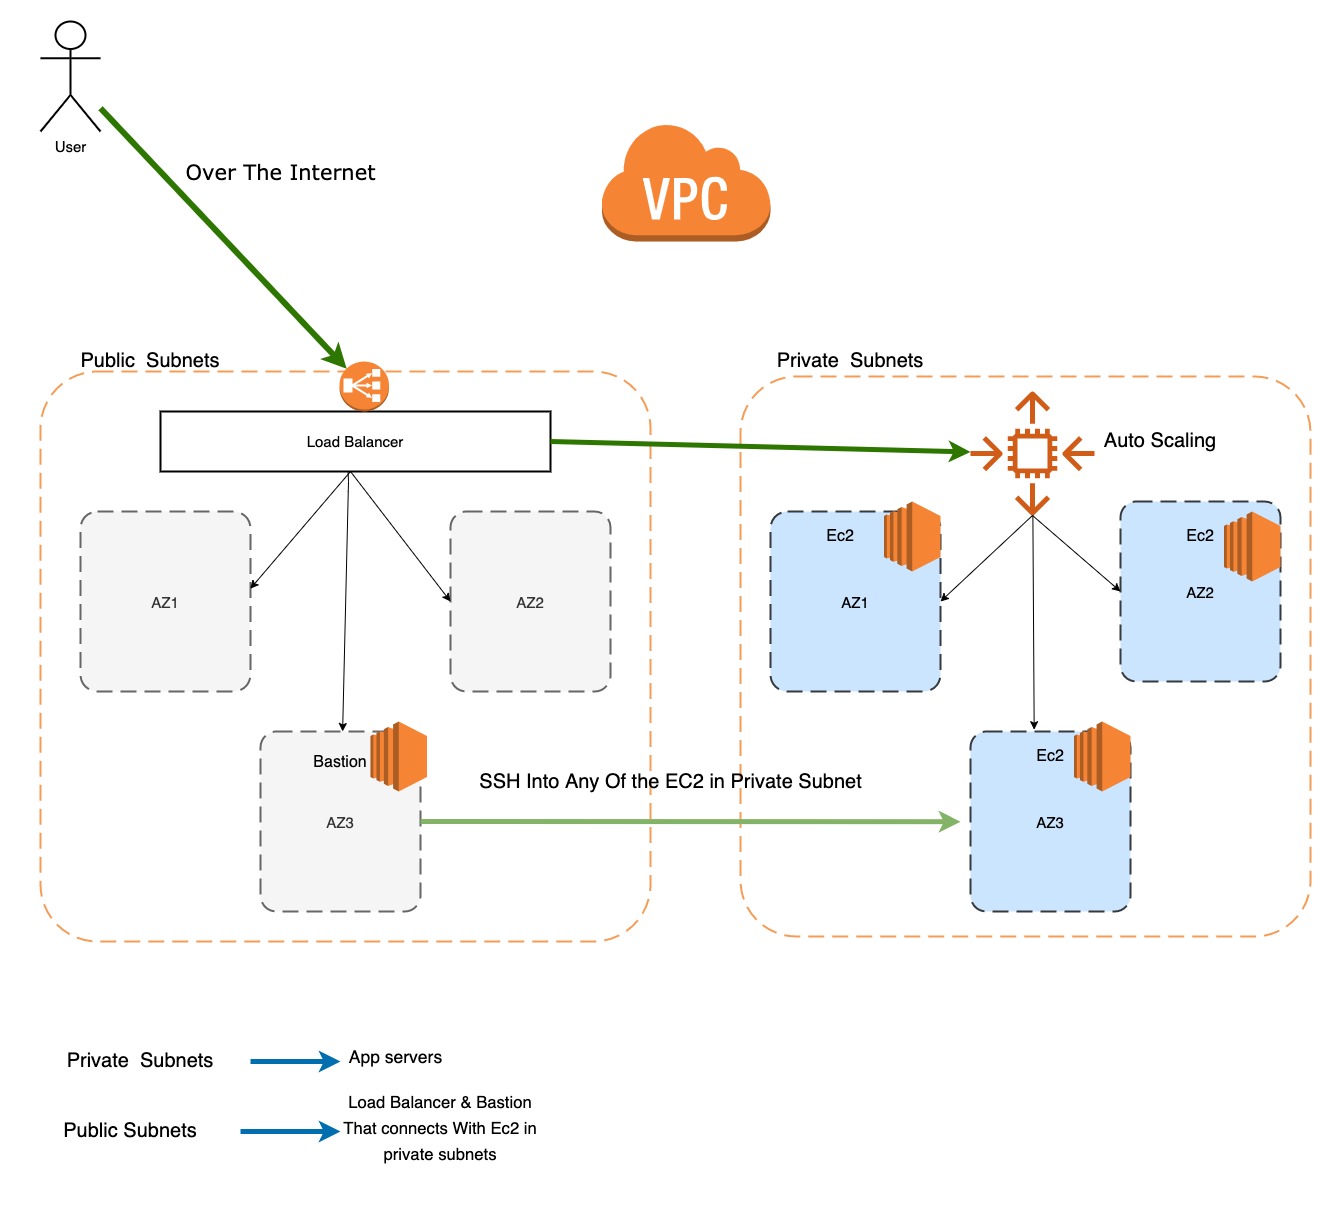 User
Over The Internet
VPC
Public Subnets
Private Subnets
Load Balancer
Auto Scaling
AZ1
AZ2
Ec2
AZ1
Ec2
AZ2
Bastion
AZ3
SSH Into Any Of the EC2 in Private Subnet
Ec2
AZ3
Private Subnets
App servers
Public Subnets
Load Balancer & Bastion
That connects With Ec2 in
private subnets